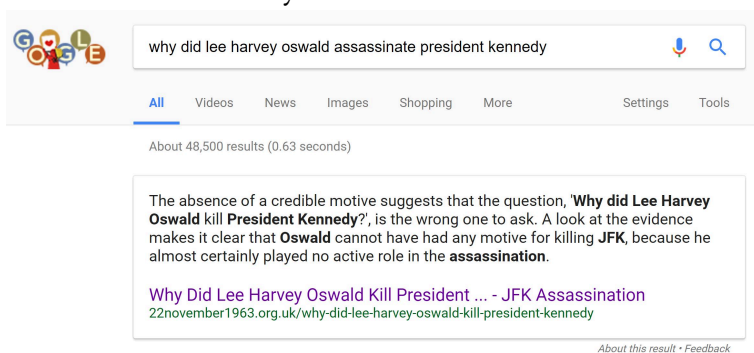 GOOGLE
why did lee harvey oswald assassinate president kennedy
All Videos News Images Shopping More Settings Tools
About 48,500 results (0.63 seconds)
The absence of a credible motive suggests that the question, 'Why did Lee Harvey
Oswald kill President Kennedy?', is the wrong one to ask. A look at the evidence
makes it clear that Oswald cannot have had any motive for killing JFK, because he
almost certainly played no active role in the assassination.
Why Did Lee Harvey Oswald Kill President ... - JFK Assassination
22november1963.org.uk/why-did-lee-harvey-oswald-kill-president-kennedy
About this result • Feedback